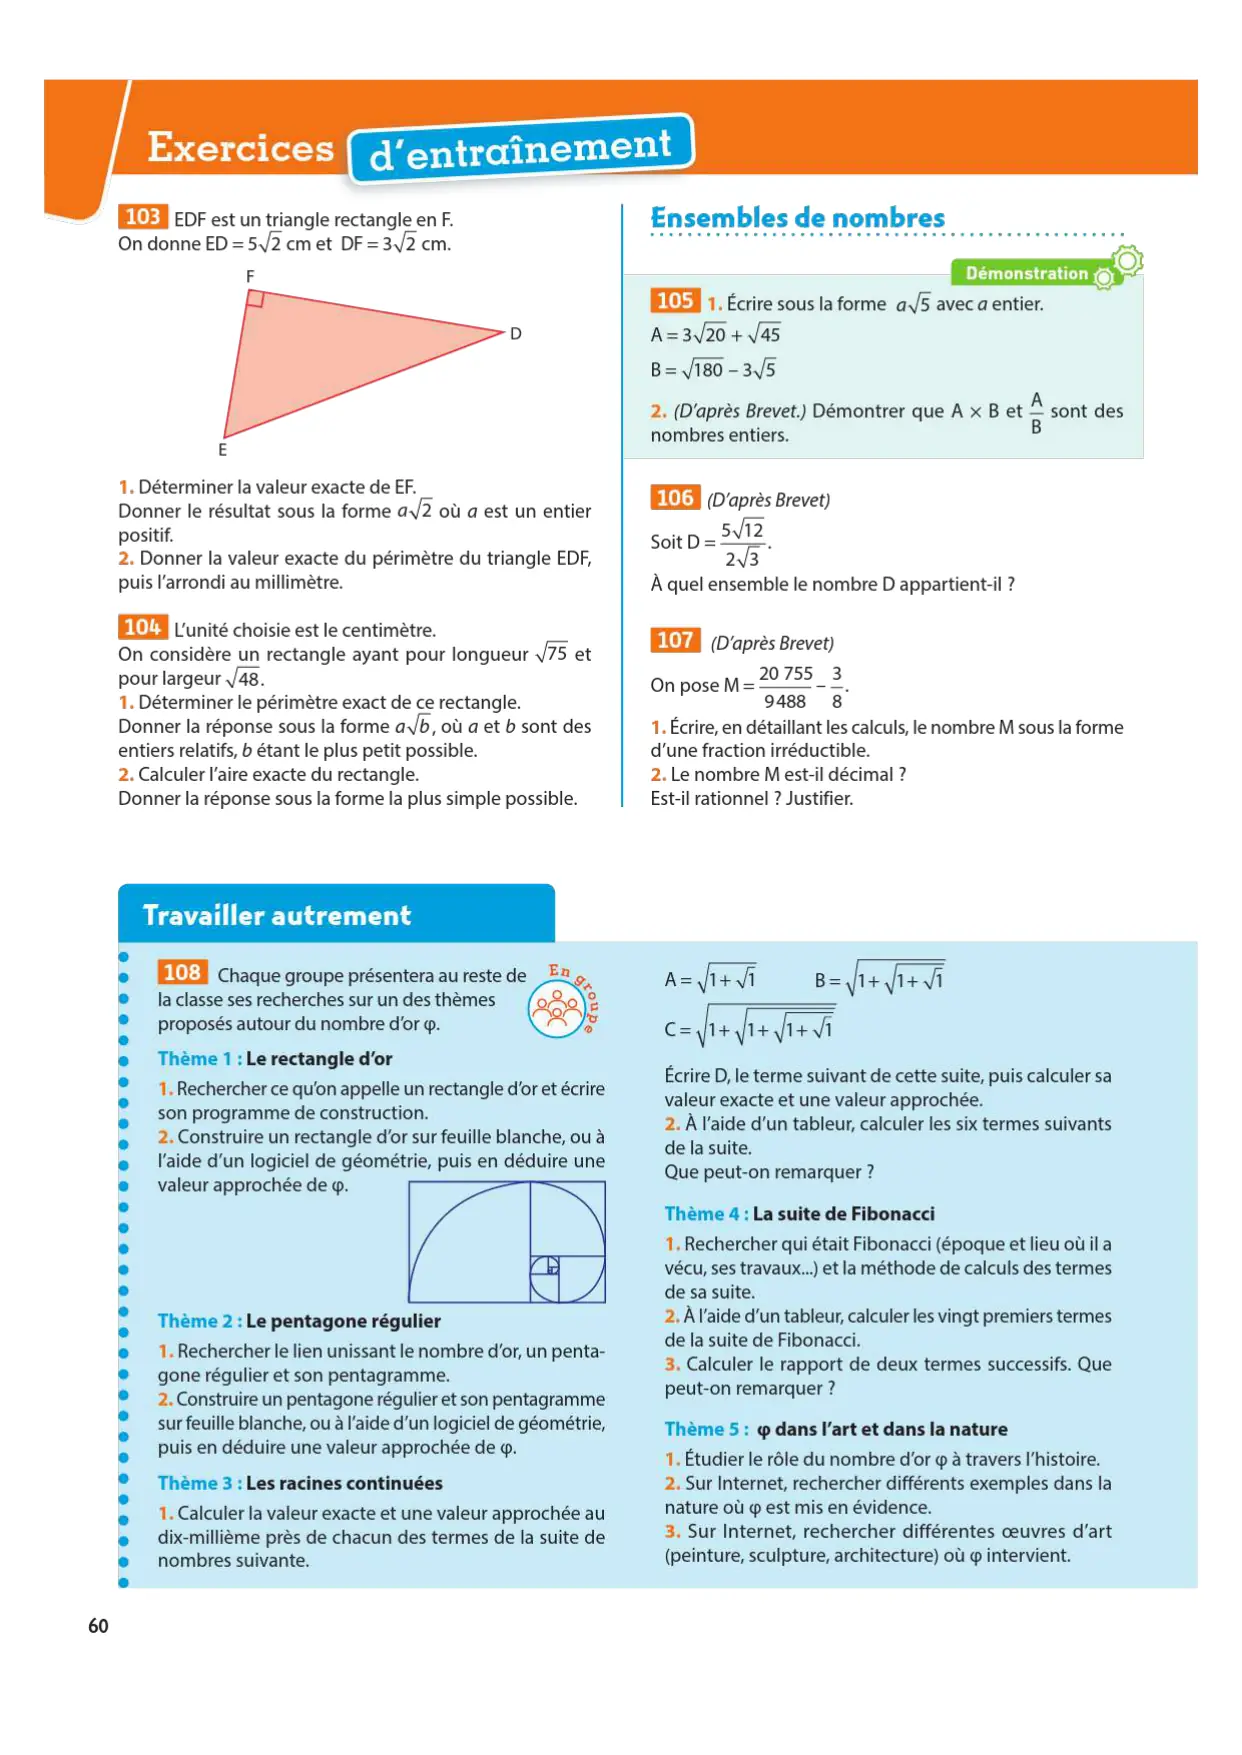 Exercices d'entraînement
103 EDF est un triangle rectangle en F.
On donne ED = 5√2 cm et DF = 3√2 cm.
F
D
E
1. Déterminer la valeur exacte de EF.
Donner le résultat sous la forme a√2 où a est un entier
positif.
2. Donner la valeur exacte du périmètre du triangle EDF,
puis l'arrondi au millimètre.
104 L'unité choisie est le centimètre.
On considère un rectangle ayant pour longueur √75 et
pour largeur √48.
1. Déterminer le périmètre exact de ce rectangle.
Donner la réponse sous la forme a√b, où a et b sont des
entiers relatifs, b étant le plus petit possible.
2. Calculer l'aire exacte du rectangle.
Donner la réponse sous la forme la plus simple possible.
Ensembles de nombres
Démonstration
105 1. Écrire sous la forme a√5 avec a entier.
A = 3√20 + √45
B = √180 – 3√5
2. (D'après Brevet.) Démontrer que A × B et A/B sont des
nombres entiers.
106 (D'après Brevet)
Soit D = 5√12 / 2√3.
À quel ensemble le nombre D appartient-il ?
107 (D'après Brevet)
On pose M = 20 755 / 9 488 – 3/8.
1. Écrire, en détaillant les calculs, le nombre M sous la forme
d'une fraction irréductible.
2. Le nombre M est-il décimal ?
Est-il rationnel ? Justifier.
Travailler autrement
108 Chaque groupe présentera au reste de
la classe ses recherches sur un des thèmes
proposés autour du nombre d'or φ.
En groupe
Thème 1 : Le rectangle d'or
1. Rechercher ce qu'on appelle un rectangle d'or et écrire
son programme de construction.
2. Construire un rectangle d'or sur feuille blanche, ou à
l'aide d'un logiciel de géométrie, puis en déduire une
valeur approchée de φ.
Thème 2 : Le pentagone régulier
1. Rechercher le lien unissant le nombre d'or, un penta-
gone régulier et son pentagramme.
2. Construire un pentagone régulier et son pentagramme
sur feuille blanche, ou à l'aide d'un logiciel de géométrie,
puis en déduire une valeur approchée de φ.
Thème 3 : Les racines continuées
1. Calculer la valeur exacte et une valeur approchée au
dix-millième près de chacun des termes de la suite de
nombres suivante.
A = √(1 + √1) B = √(1 + √(1 + √1))
C = √(1 + √(1 + √(1 + √1)))
Écrire D, le terme suivant de cette suite, puis calculer sa
valeur exacte et une valeur approchée.
2. À l'aide d'un tableur, calculer les six termes suivants
de la suite.
Que peut-on remarquer ?
Thème 4 : La suite de Fibonacci
1. Rechercher qui était Fibonacci (époque et lieu où il a
vécu, ses travaux...) et la méthode de calculs des termes
de sa suite.
2. À l'aide d'un tableur, calculer les vingt premiers termes
de la suite de Fibonacci.
3. Calculer le rapport de deux termes successifs. Que
peut-on remarquer ?
Thème 5 : φ dans l'art et dans la nature
1. Étudier le rôle du nombre d'or φ à travers l'histoire.
2. Sur Internet, rechercher différents exemples dans la
nature où φ est mis en évidence.
3. Sur Internet, rechercher différentes œuvres d'art
(peinture, sculpture, architecture) où φ intervient.
60